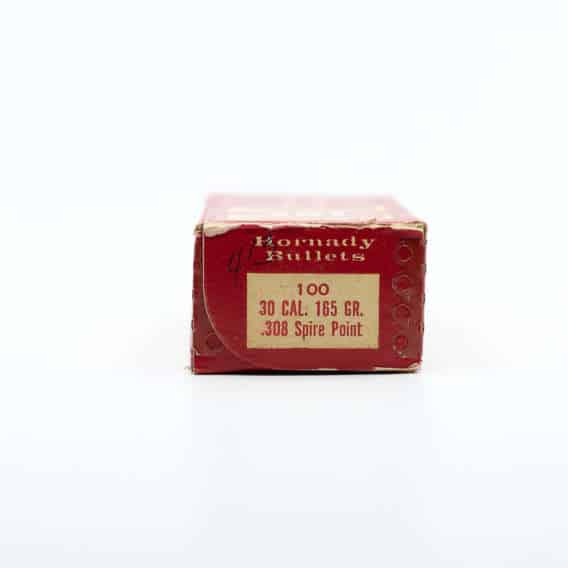 Hornady
Bullets
100
30 CAL. 165 GR.
.308 Spire Point